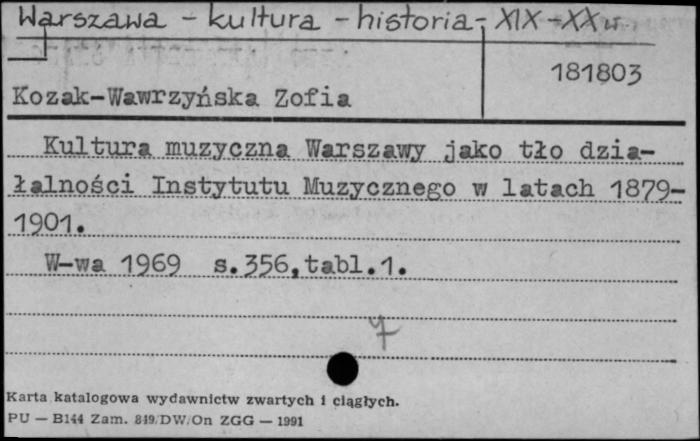 Warszawa - kultura - historia - XIX-XX w.
181803
Kozak-Wawrzyńska Zofia
Kultura muzyczna Warszawy jako tło dzia-
łalności Instytutu Muzycznego w latach 1879-
1901.
W-wa 1969 s.356,tabl.1.
Karta katalogowa wydawnictw zwartych i ciągłych.
PU — B144 Zam. 849/DW/On ZGG — 1991